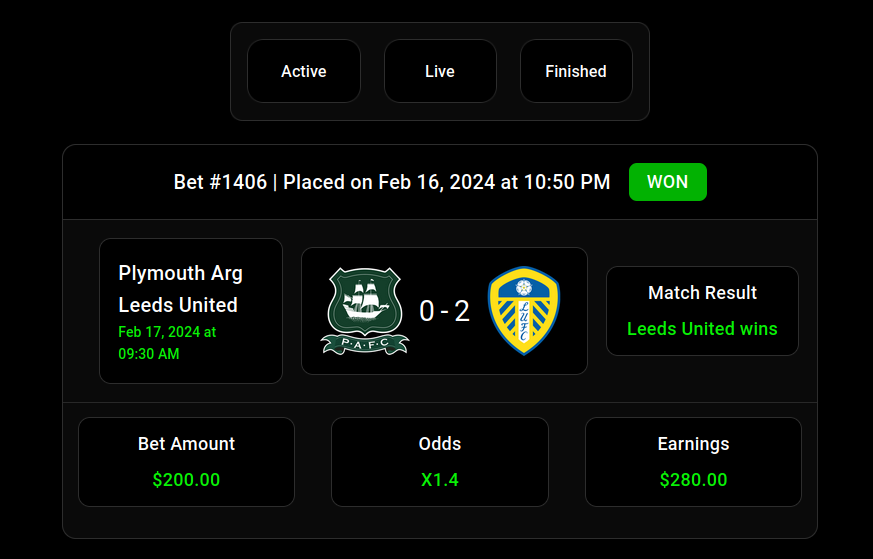 Active
Live
Finished
Bet #1406 | Placed on Feb 16, 2024 at 10:50 PM
WON
Plymouth Arg
Leeds United
Feb 17, 2024 at
09:30 AM
P·A·F·C
0 - 2
LUFC
Match Result
Leeds United wins
Bet Amount
$200.00
Odds
X1.4
Earnings
$280.00